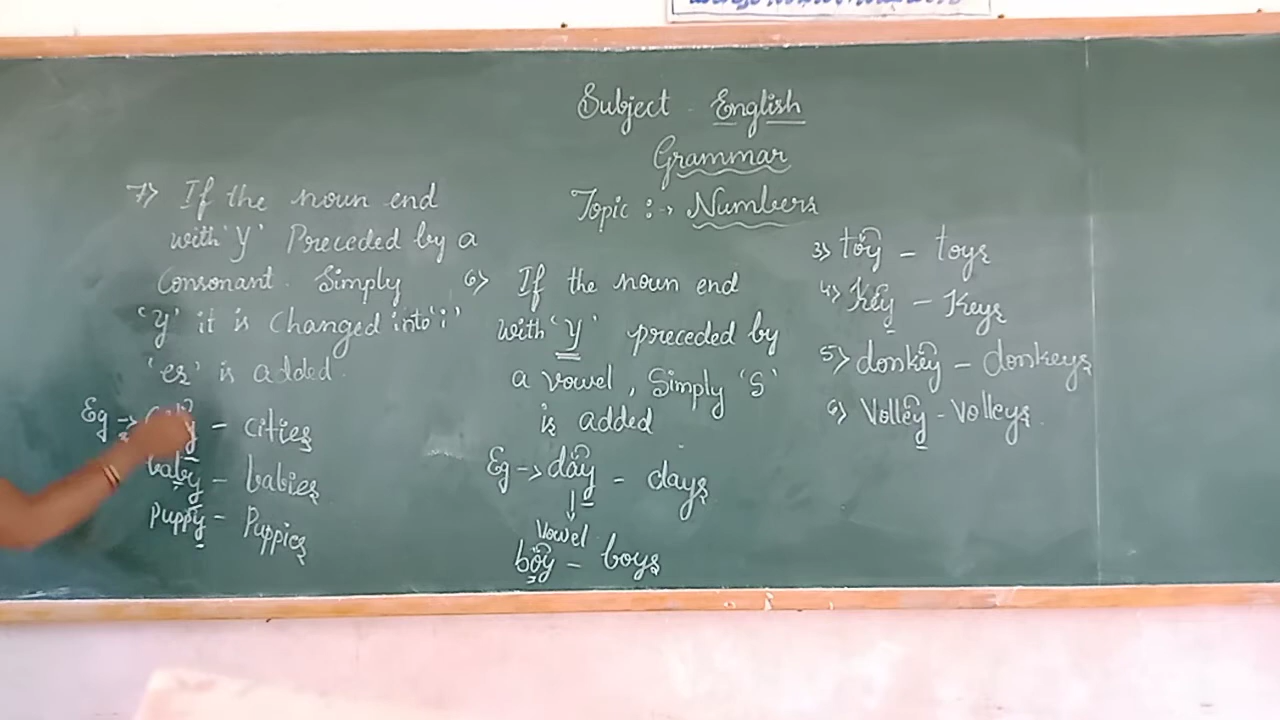 Subject - English
Grammar
Topic :→ Numbers
7> If the noun end
with 'Y' Preceded by a
Consonant. Simply
'y' it is changed into 'i'
'es' is added.
Eg → - cities
baby - babies
Puppy - Puppies
6> If the noun end
with 'Y' preceded by
a vowel, Simply 'S'
is added
Eg → day - days
↓
Vowel
boy - boys
3> toy - toys
4> Key - Keys
5> donkey - donkeys
6> Volley - Volleys.